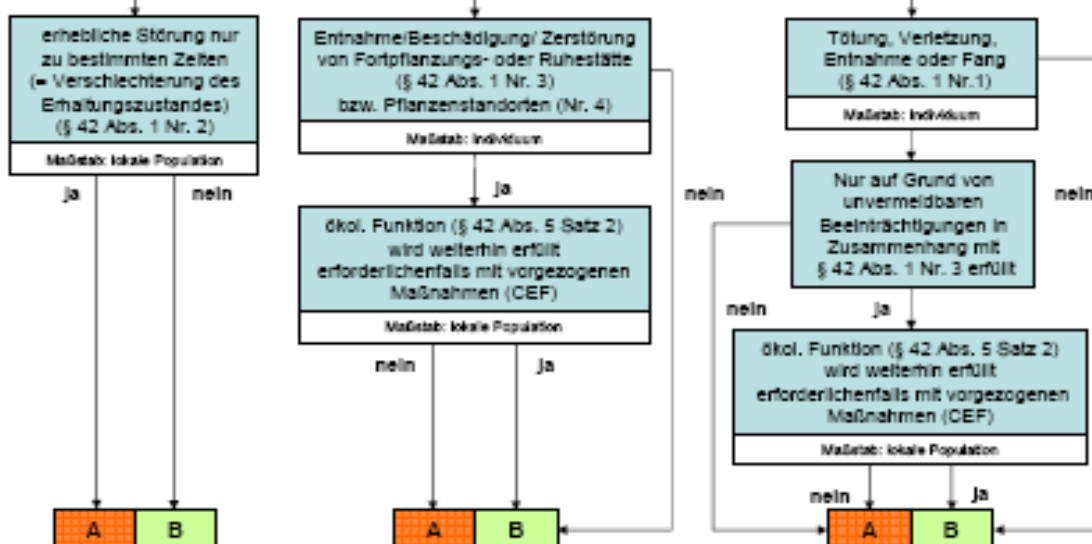 erhebliche Störung nur
zu bestimmten Zeiten
(= Verschlechterung des
Erhaltungszustandes)
(§ 42 Abs. 1 Nr. 2)
Maßstab: lokale Population
ja
nein
A
B
Entnahme/Beschädigung/ Zerstörung
von Fortpflanzungs- oder Ruhestätte
(§ 42 Abs. 1 Nr. 3)
bzw. Pflanzenstandorten (Nr. 4)
Maßstab: Individuum
ja
nein
ökol. Funktion (§ 42 Abs. 5 Satz 2)
wird weiterhin erfüllt
erforderlichenfalls mit vorgezogenen
Maßnahmen (CEF)
Maßstab: lokale Population
nein
ja
A
B
Tötung, Verletzung,
Entnahme oder Fang
(§ 42 Abs. 1 Nr.1)
Maßstab: Individuum
nein
Nur auf Grund von
unvermeidbaren
Beeinträchtigungen in
Zusammenhang mit
§ 42 Abs. 1 Nr. 3 erfüllt
nein
ja
ökol. Funktion (§ 42 Abs. 5 Satz 2)
wird weiterhin erfüllt
erforderlichenfalls mit vorgezogenen
Maßnahmen (CEF)
Maßstab: lokale Population
nein
ja
A
B